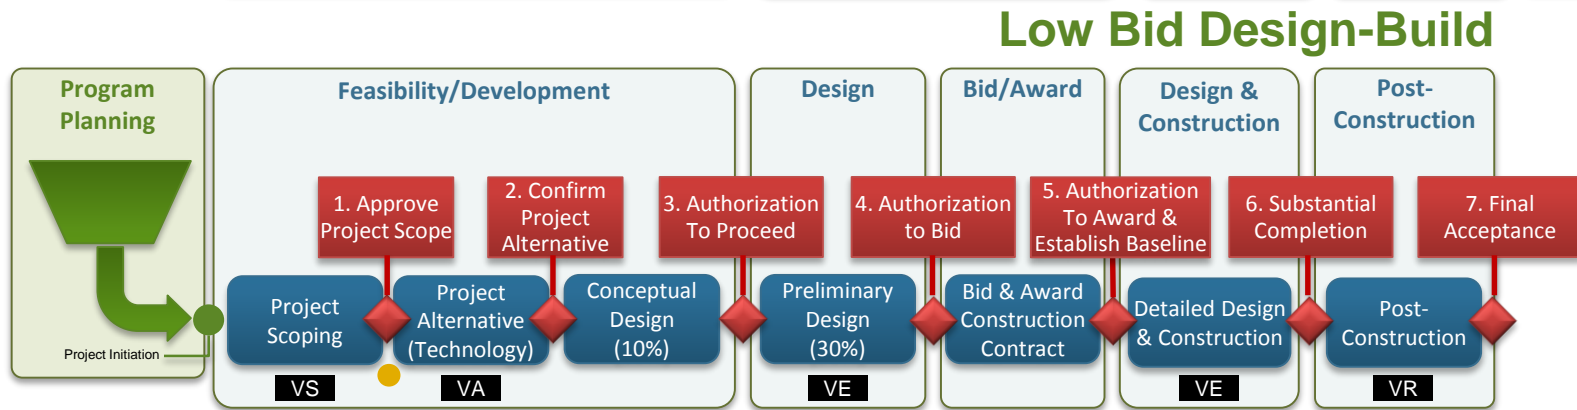 Low Bid Design-Build
Program
Planning
Project Initiation
Feasibility/Development
1. Approve
Project Scope
2. Confirm
Project
Alternative
3. Authorization
To Proceed
Project
Scoping
Project
Alternative
(Technology)
Conceptual
Design
(10%)
VS
VA
Design
4. Authorization
to Bid
Preliminary
Design
(30%)
VE
Bid/Award
5. Authorization
To Award &
Establish Baseline
Bid & Award
Construction
Contract
Design &
Construction
6. Substantial
Completion
Detailed Design
& Construction
VE
Post-
Construction
7. Final
Acceptance
Post-
Construction
VR